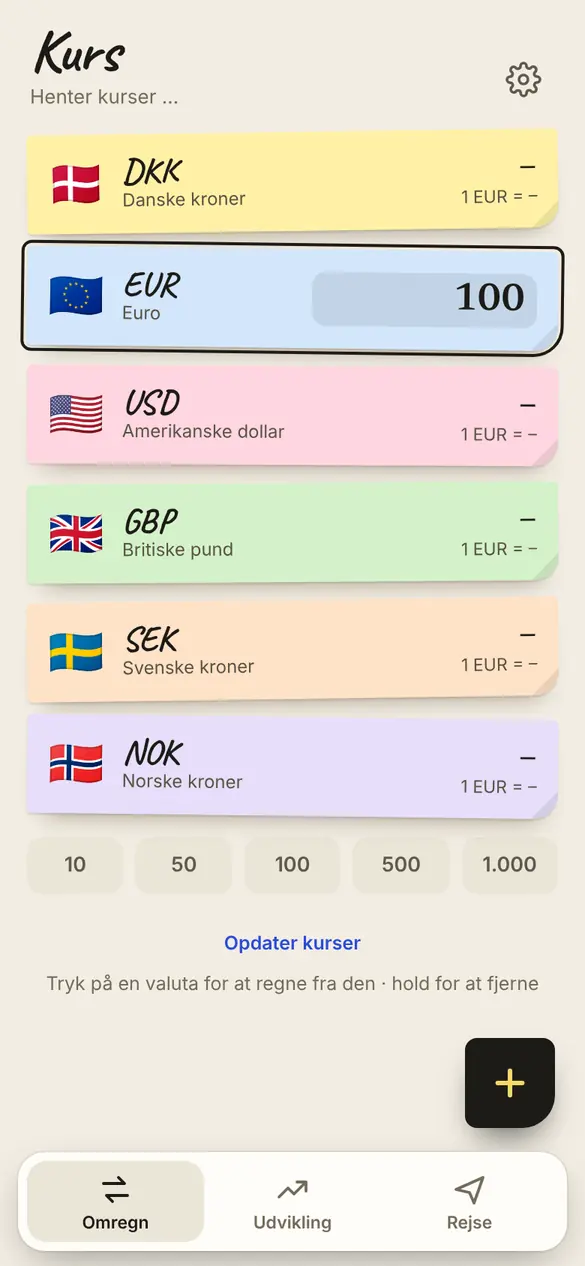 Kurs
Henter kurser ...
DKK
Danske kroner
–
1 EUR = –
EUR
Euro
100
USD
Amerikanske dollar
–
1 EUR = –
GBP
Britiske pund
–
1 EUR = –
SEK
Svenske kroner
–
1 EUR = –
NOK
Norske kroner
–
1 EUR = –
10 50 100 500 1.000
Opdater kurser
Tryk på en valuta for at regne fra den · hold for at fjerne
Omregn Udvikling Rejse